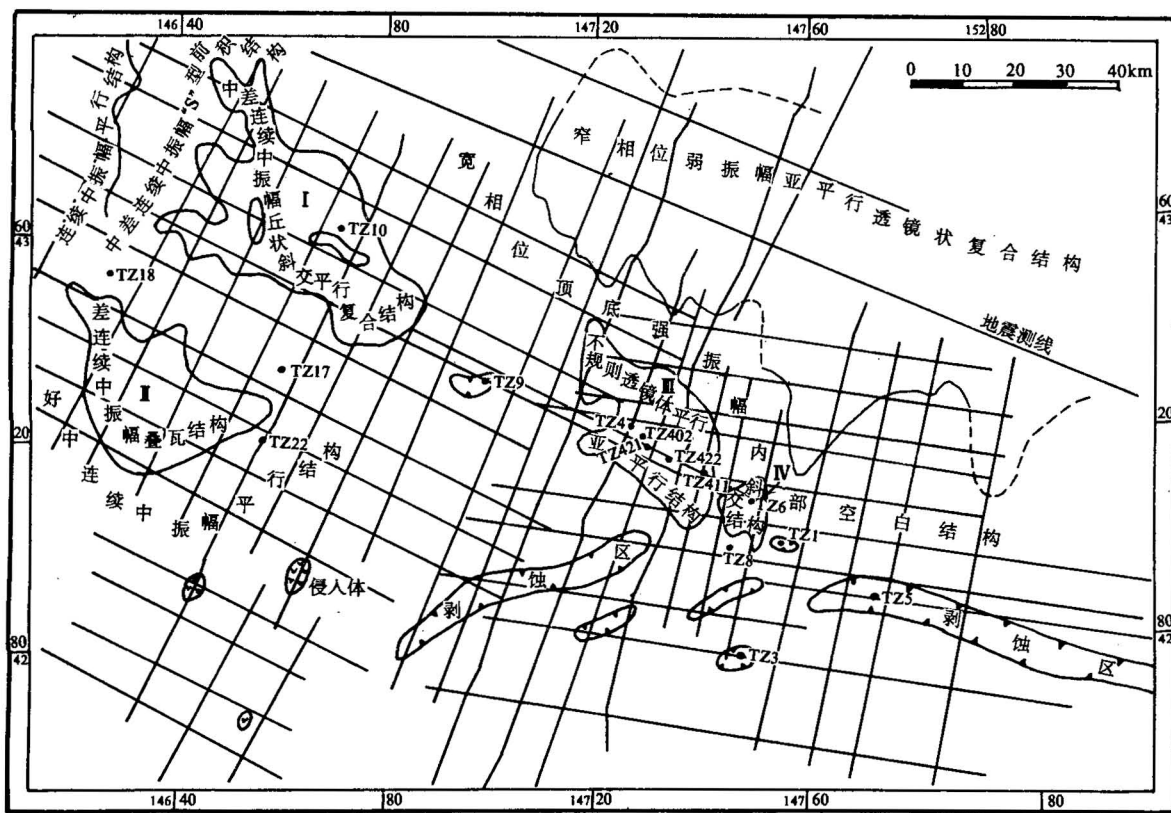 146 40
80
147 20
147 60
152 80
0 10 20 30 40km
连续中振幅平行结构
中差连续中振幅"S"型前积结构
中差连续中振幅丘状斜交平行复合结构
I
TZ10
宽相位顶底强振幅内部空白结构
窄相位弱振幅亚平行透镜状复合结构
60
43
60
43
TZ18
地震测线
差连续中振幅叠瓦结构
II
TZ17
TZ22
TZ9
不规则透镜体平行
III
亚平行结构
TZ4
TZ402
TZ421
TZ422
TZ411
斜交结构
IV
TZ6
TZ1
TZ8
20
20
好中连续中振幅平行结构
侵入体
剥蚀区
TZ5
剥蚀区
TZ3
80
42
80
42
146 40
80
147 20
147 60
80